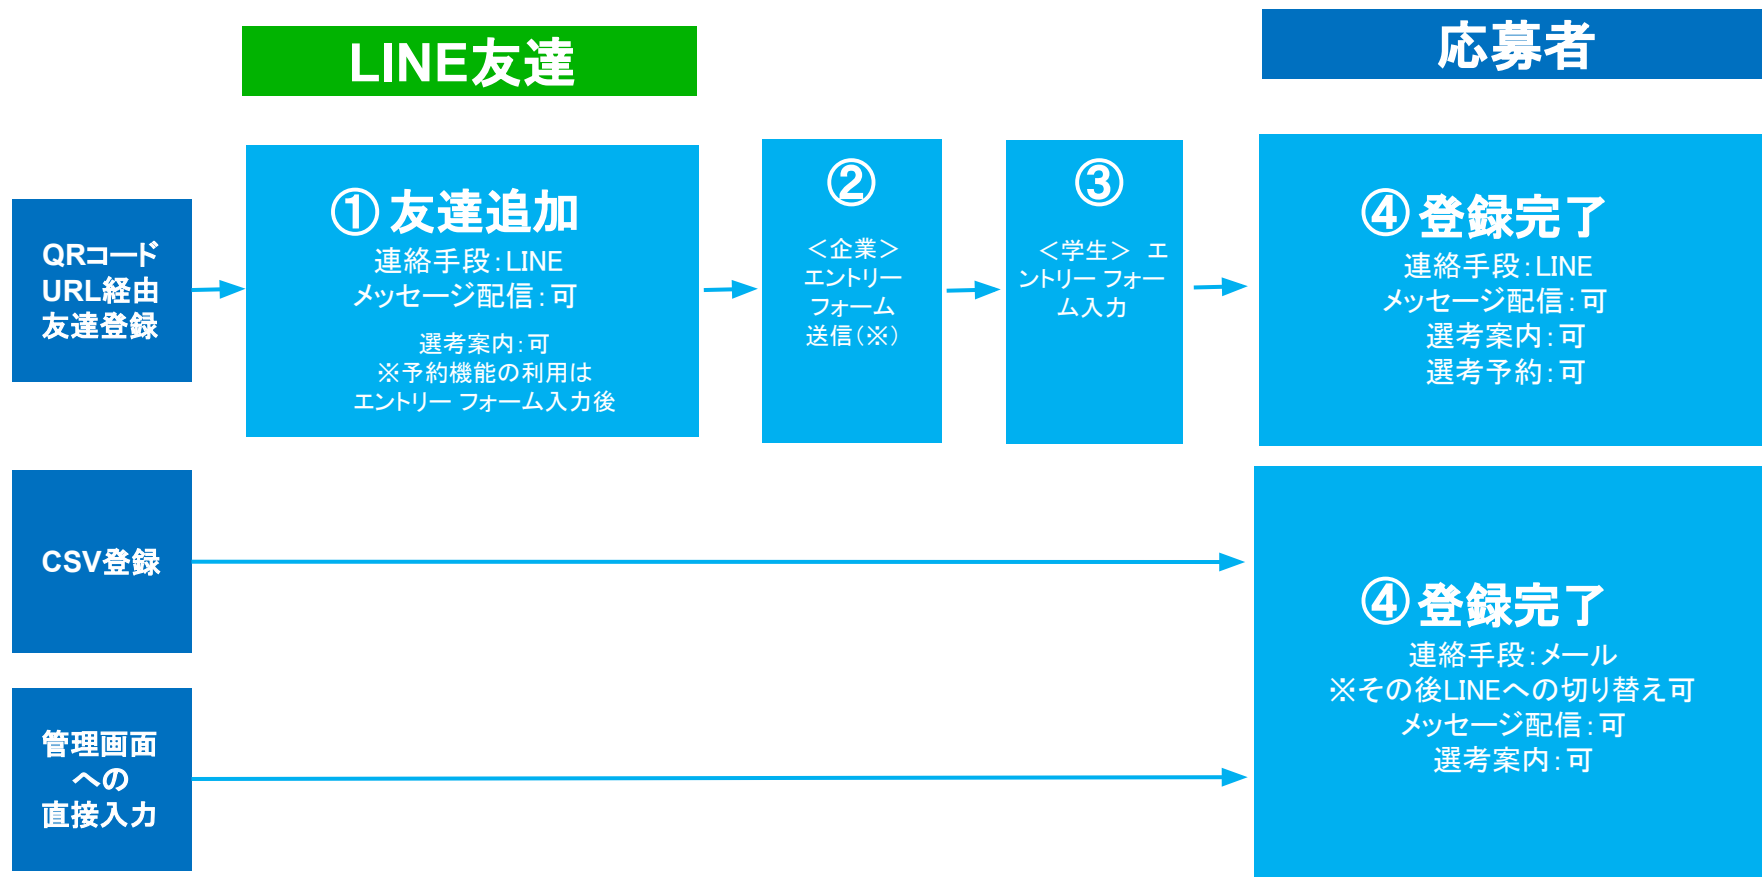 LINE友達
応募者
QRコード
URL経由
友達登録
① 友達追加
連絡手段：LINE
メッセージ配信：可
選考案内：可
※予約機能の利用は
エントリー フォーム入力後
②
＜企業＞
エントリー
フォーム
送信（※）
③
＜学生＞ エ
ントリー フォー
ム入力
④ 登録完了
連絡手段：LINE
メッセージ配信：可
選考案内：可
選考予約：可
CSV登録
管理画面
への
直接入力
④ 登録完了
連絡手段：メール
※その後LINEへの切り替え可
メッセージ配信：可
選考案内：可